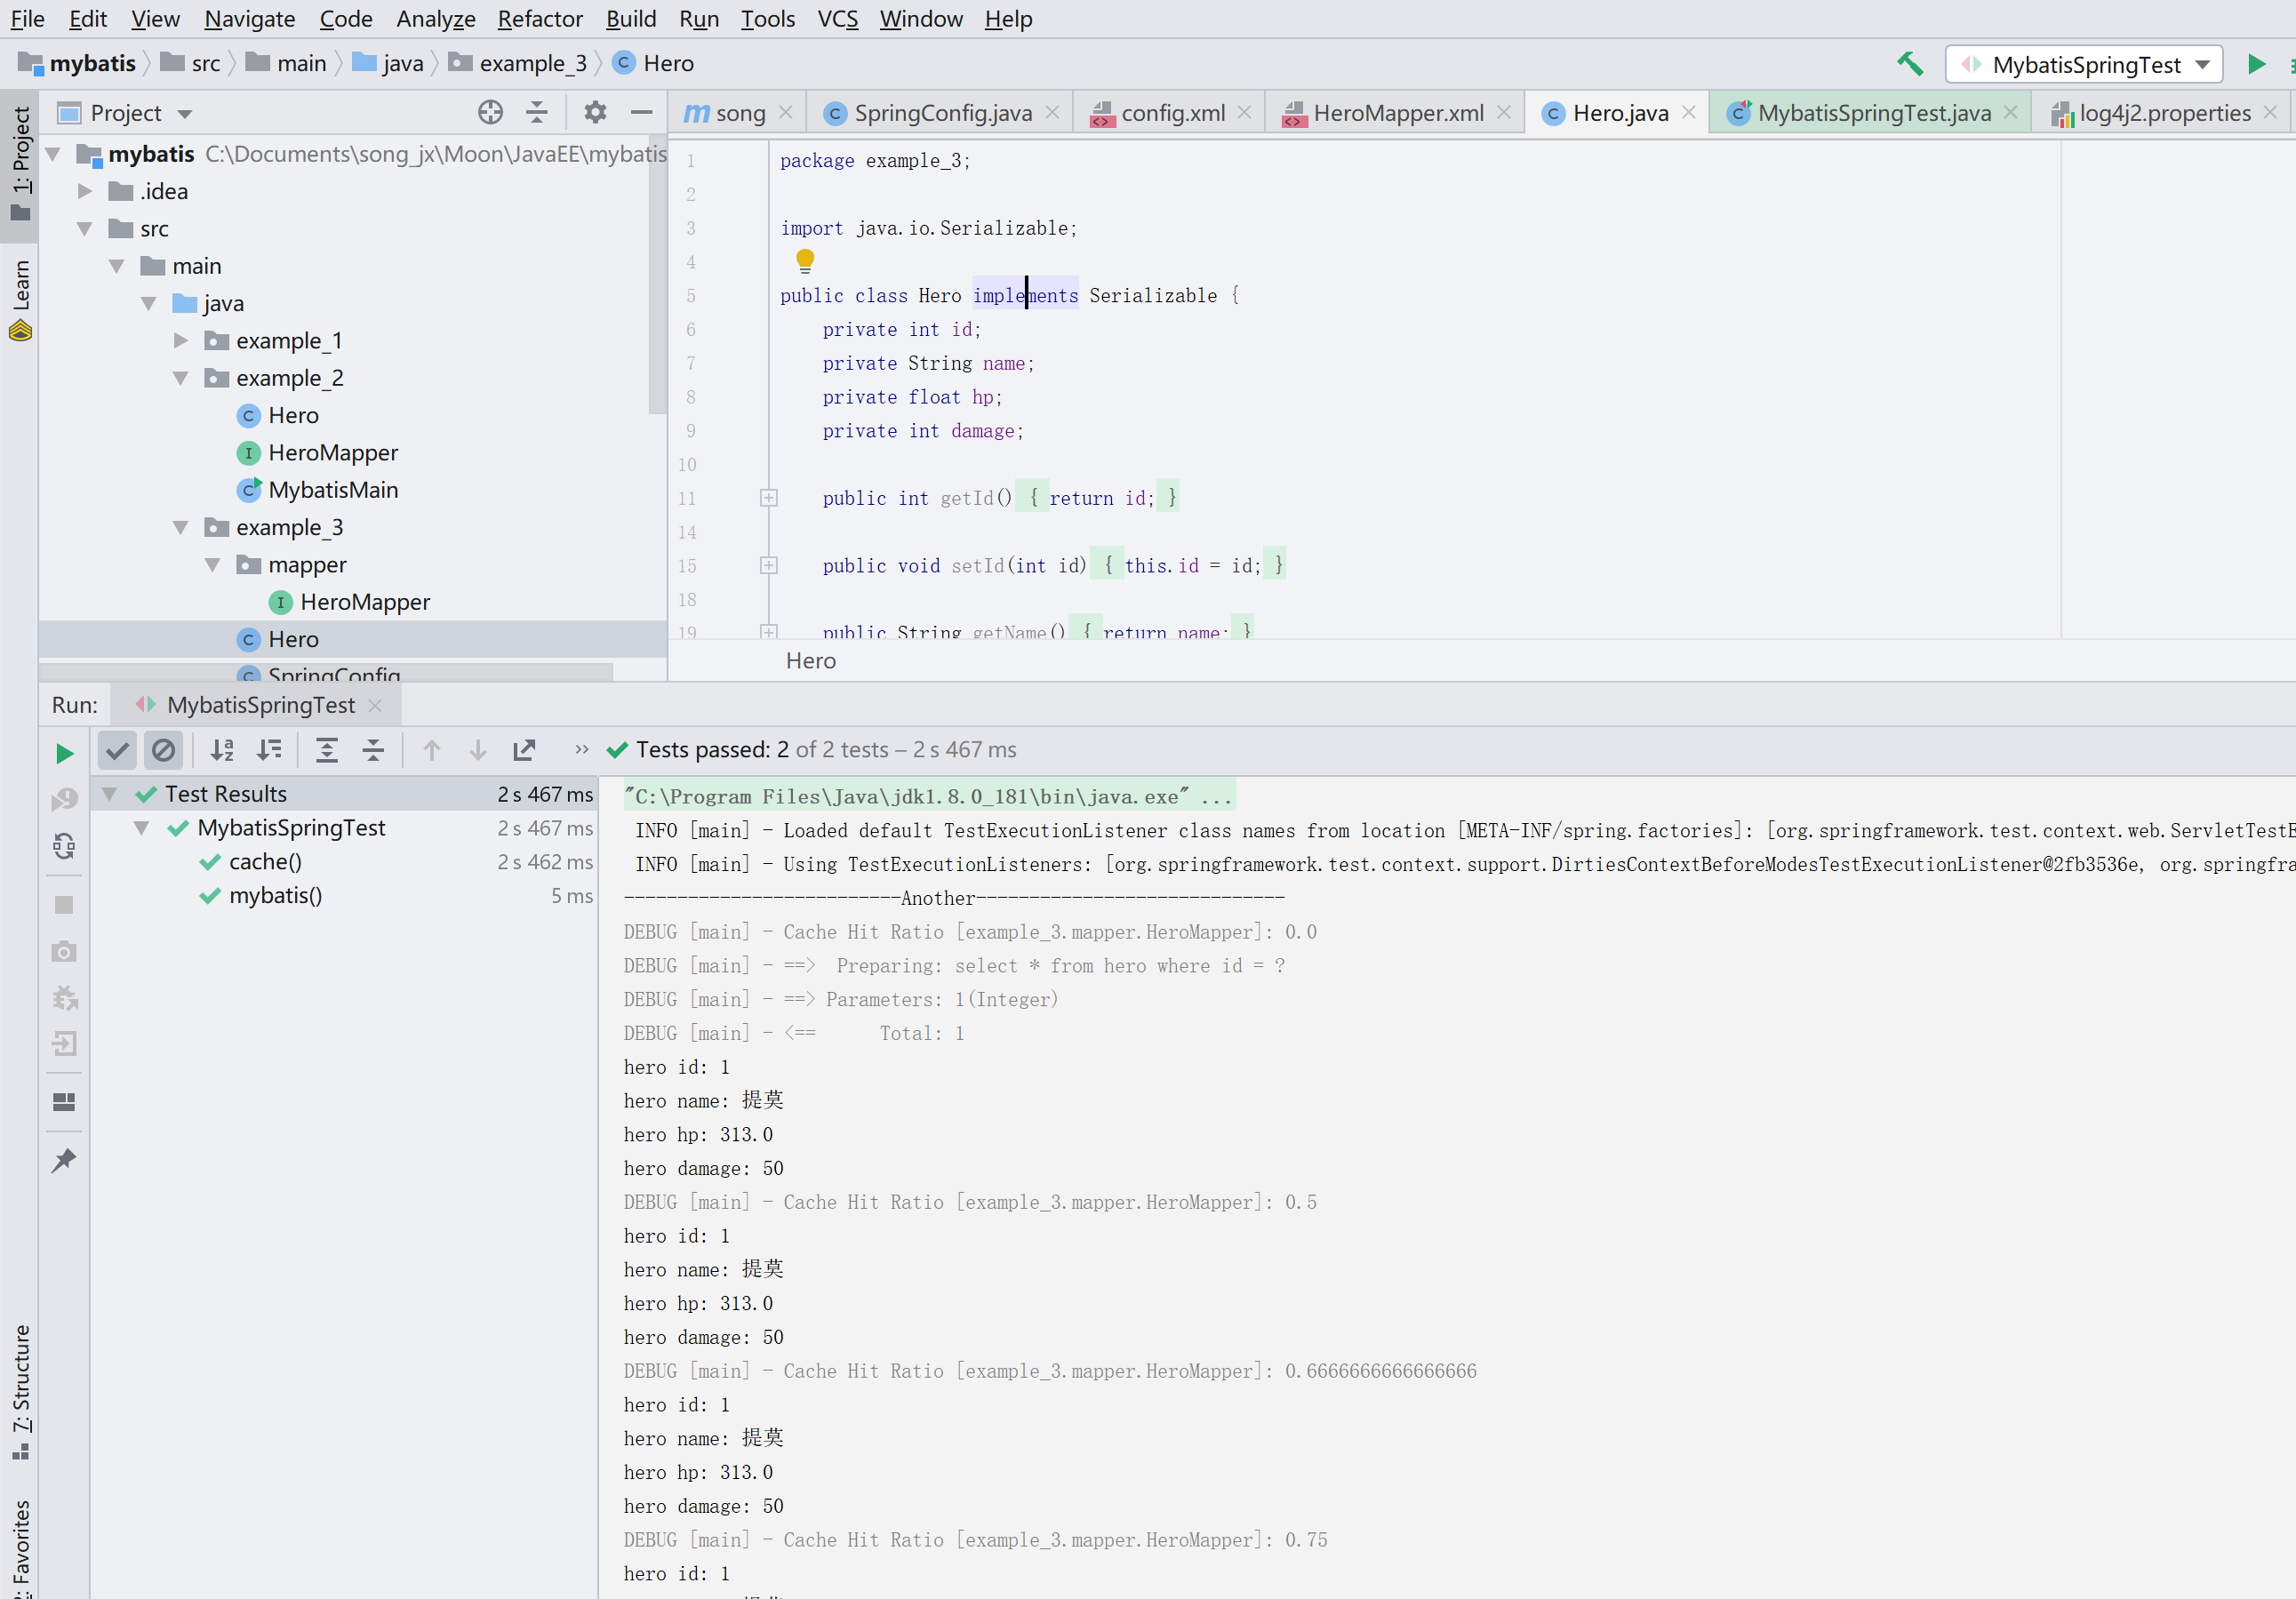 File Edit View Navigate Code Analyze Refactor Build Run Tools VCS Window Help
mybatis src main java example_3 Hero MybatisSpringTest
1: Project
Learn
7: Structure
Favorites
Project
mybatis C:\Documents\song_jx\Moon\JavaEE\mybatis
.idea
src
main
java
example_1
example_2
Hero
HeroMapper
MybatisMain
example_3
mapper
HeroMapper
Hero
SpringConfig
song SpringConfig.java config.xml HeroMapper.xml Hero.java MybatisSpringTest.java log4j2.properties
1 package example_3;
2
3 import java.io.Serializable;
4
5 public class Hero implements Serializable {
6 private int id;
7 private String name;
8 private float hp;
9 private int damage;
10
11 public int getId() { return id; }
14
15 public void setId(int id) { this.id = id; }
18
19 public String getName() { return name; }
Hero
Run: MybatisSpringTest
Tests passed: 2 of 2 tests – 2 s 467 ms
Test Results 2 s 467 ms
MybatisSpringTest 2 s 467 ms
cache() 2 s 462 ms
mybatis() 5 ms
"C:\Program Files\Java\jdk1.8.0_181\bin\java.exe" ...
INFO [main] - Loaded default TestExecutionListener class names from location [META-INF/spring.factories]: [org.springframework.test.context.web.ServletTestE
INFO [main] - Using TestExecutionListeners: [org.springframework.test.context.support.DirtiesContextBeforeModesTestExecutionListener@2fb3536e, org.springfra
--------------------------Another-----------------------------
DEBUG [main] - Cache Hit Ratio [example_3.mapper.HeroMapper]: 0.0
DEBUG [main] - ==>  Preparing: select * from hero where id = ?
DEBUG [main] - ==> Parameters: 1(Integer)
DEBUG [main] - <==      Total: 1
hero id: 1
hero name: 提莫
hero hp: 313.0
hero damage: 50
DEBUG [main] - Cache Hit Ratio [example_3.mapper.HeroMapper]: 0.5
hero id: 1
hero name: 提莫
hero hp: 313.0
hero damage: 50
DEBUG [main] - Cache Hit Ratio [example_3.mapper.HeroMapper]: 0.6666666666666666
hero id: 1
hero name: 提莫
hero hp: 313.0
hero damage: 50
DEBUG [main] - Cache Hit Ratio [example_3.mapper.HeroMapper]: 0.75
hero id: 1